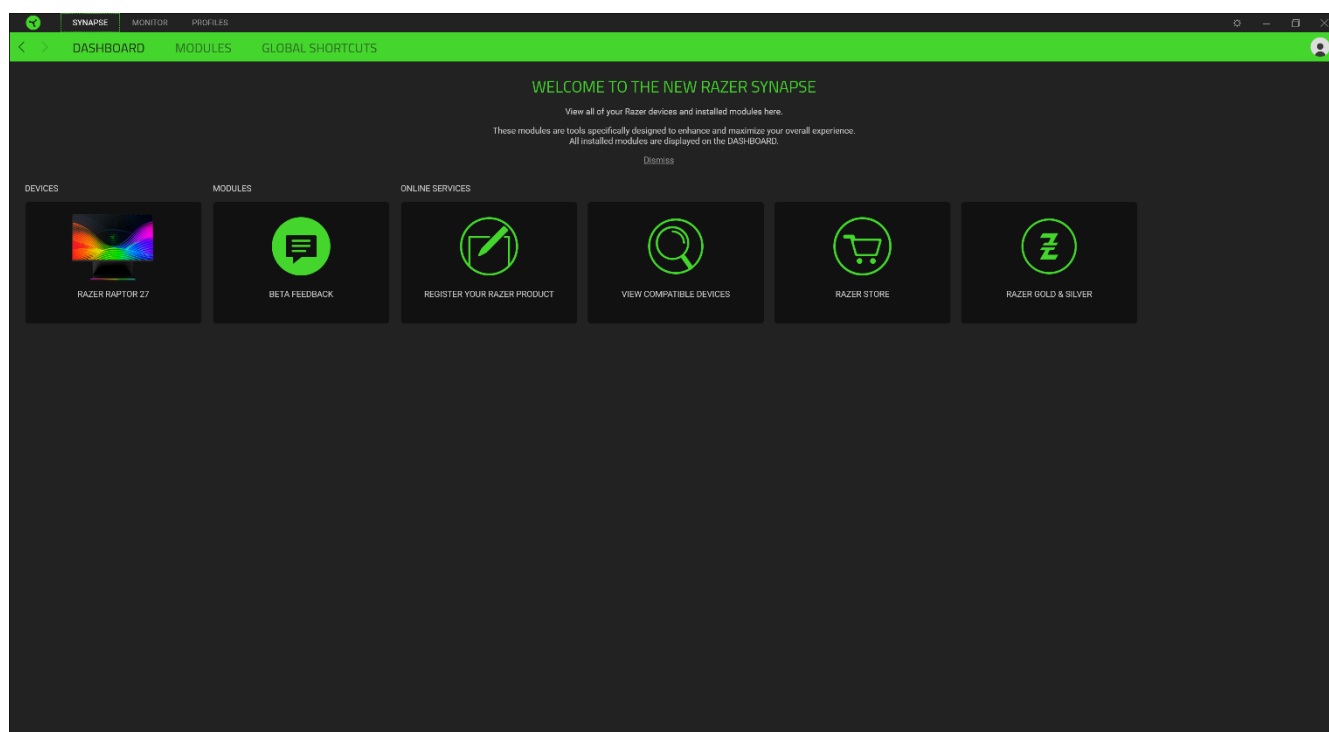 SYNAPSE MONITOR PROFILES
DASHBOARD MODULES GLOBAL SHORTCUTS
WELCOME TO THE NEW RAZER SYNAPSE
View all of your Razer devices and installed modules here.
These modules are tools specifically designed to enhance and maximize your overall experience.
All installed modules are displayed on the DASHBOARD.
Dismiss
DEVICES MODULES ONLINE SERVICES
RAZER RAPTOR 27 BETA FEEDBACK REGISTER YOUR RAZER PRODUCT VIEW COMPATIBLE DEVICES RAZER STORE RAZER GOLD & SILVER